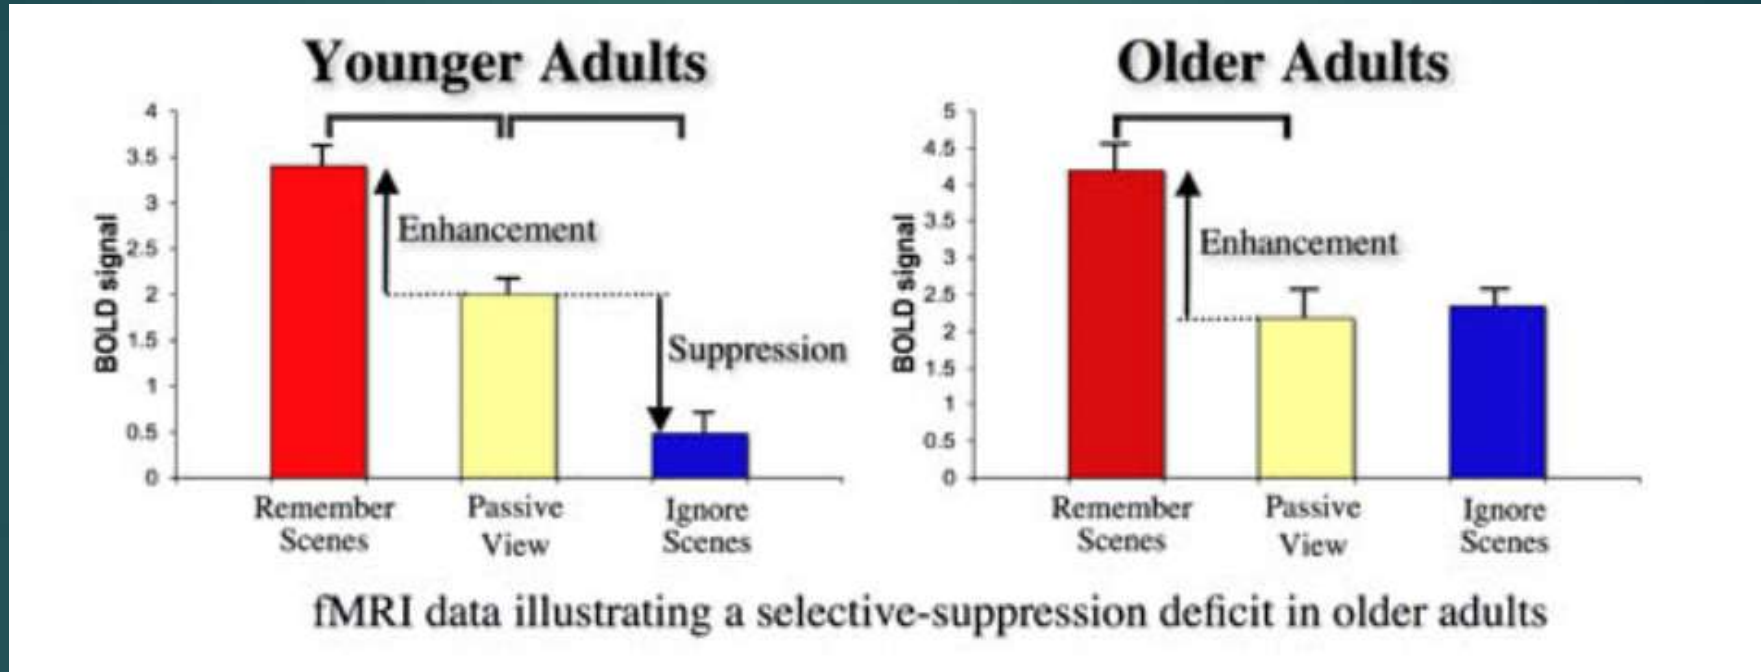 Younger Adults
4
3.5
3
2.5
2
1.5
1
0.5
0
BOLD signal
Enhancement
Suppression
Remember
Scenes
Passive
View
Ignore
Scenes
Older Adults
5
4.5
4
3.5
3
2.5
2
1.5
1
0.5
0
BOLD signal
Enhancement
Remember
Scenes
Passive
View
Ignore
Scenes
fMRI data illustrating a selective-suppression deficit in older adults